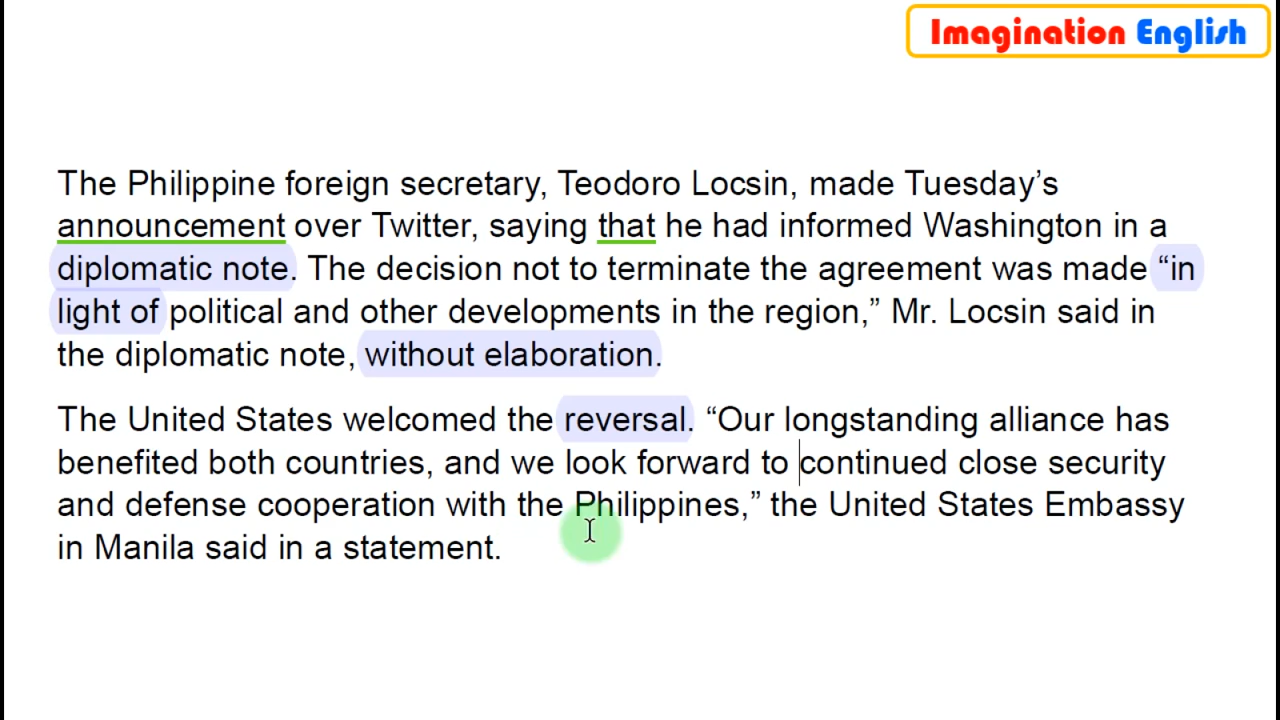 Imagination English
The Philippine foreign secretary, Teodoro Locsin, made Tuesday’s
announcement over Twitter, saying that he had informed Washington in a
diplomatic note. The decision not to terminate the agreement was made “in
light of political and other developments in the region,” Mr. Locsin said in
the diplomatic note, without elaboration.
The United States welcomed the reversal. “Our longstanding alliance has
benefited both countries, and we look forward to continued close security
and defense cooperation with the Philippines,” the United States Embassy
in Manila said in a statement.